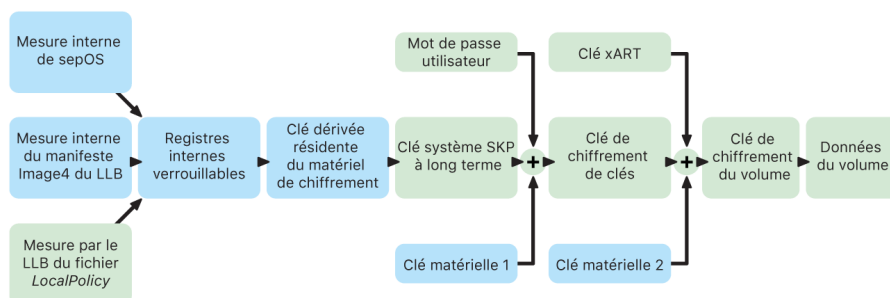 Mesure interne
de sepOS
Mot de passe
utilisateur
Clé xART
Mesure interne
du manifeste
Image4 du LLB
Registres
internes
verrouillables
Clé dérivée
résidente
du matériel
de chiffrement
Clé système SKP
à long terme
+
Clé de
chiffrement
de clés
+
Clé de
chiffrement
du volume
Données
du volume
Mesure par le
LLB du fichier
LocalPolicy
Clé matérielle 1
Clé matérielle 2